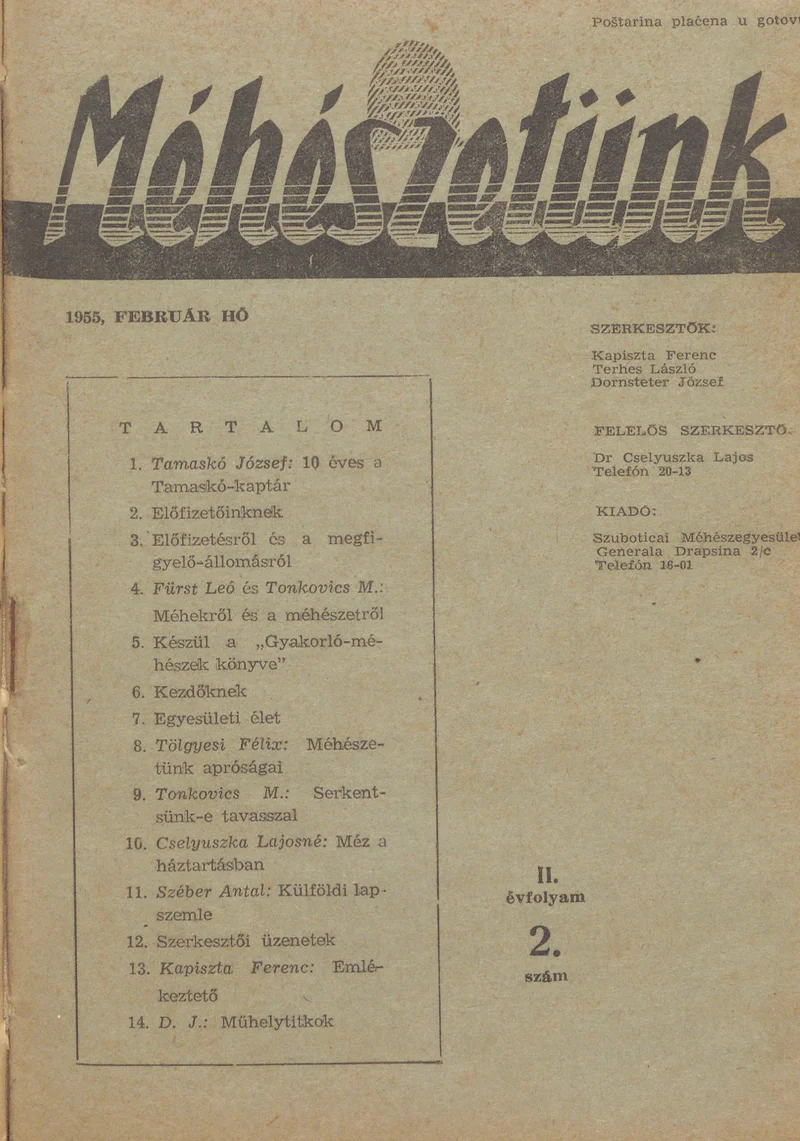 Poštarina plaćena u
Méhészetünk
1955, FEBRUÁR HÓ
TARTALOM
1. Tamaskó József: 10 éves a
Tamaskó-kaptár
2. Előfizetőinknek
3. Előfizetésről és a megfi-
gyelő-állomásról
4. Fürst Leó és Tonkovics M.:
Méhekről és a méhészetről
5. Készül a „Gyakorló-mé-
hészek könyve”
6. Kezdőknek
7. Egyesületi élet
8. Tölgyesi Félix: Méhésze-
tünk apróságai
9. Tonkovics M.: Serkent-
sünk-e tavasszal
10. Cselyuszka Lajosné: Méz a
háztartásban
11. Széber Antal: Külföldi lap-
szemle
12. Szerkesztői üzenetek
13. Kapiszta Ferenc: Emlé-
keztető
14. D. J.: Műhelytitkok
SZERKESZTŐK:
Kapiszta Ferenc
Terhes László
Dornsteter József
FELELŐS SZERKESZTŐ
Dr Cselyuszka Lajos
Telefón 20-13
KIADÓ:
Szuboticai Méhészegyesület
Generala Drapsina 2/c
Telefón 16-01
II.
évfolyam
2.
szám